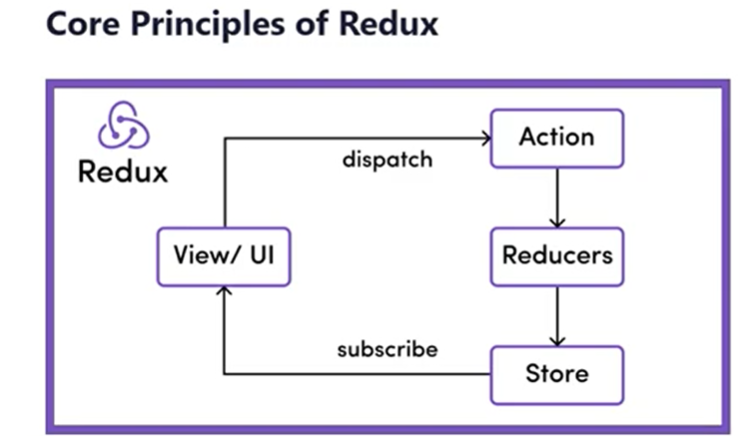 Core Principles of Redux
Redux
dispatch
Action
View/ UI
Reducers
subscribe
Store